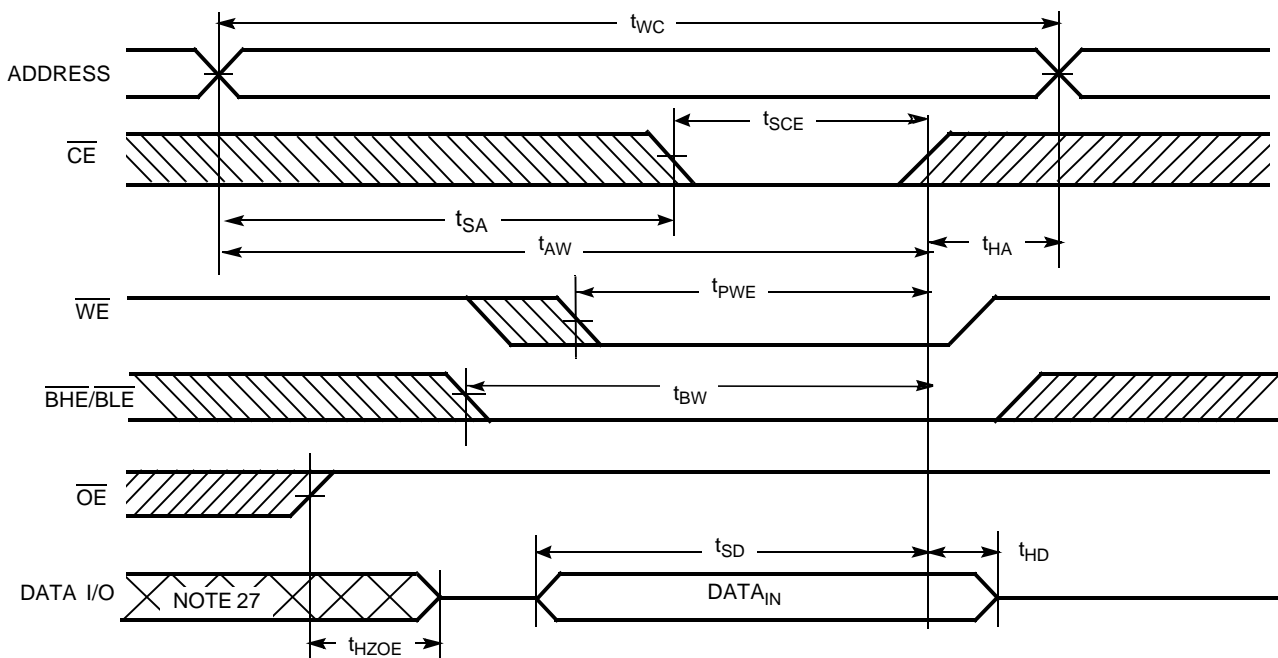 tWC
ADDRESS
tSCE
CE
tSA
tAW
tHA
tPWE
WE
tBW
BHE/BLE
OE
tSD
tHD
DATA I/O
NOTE 27
DATAIN
tHZOE